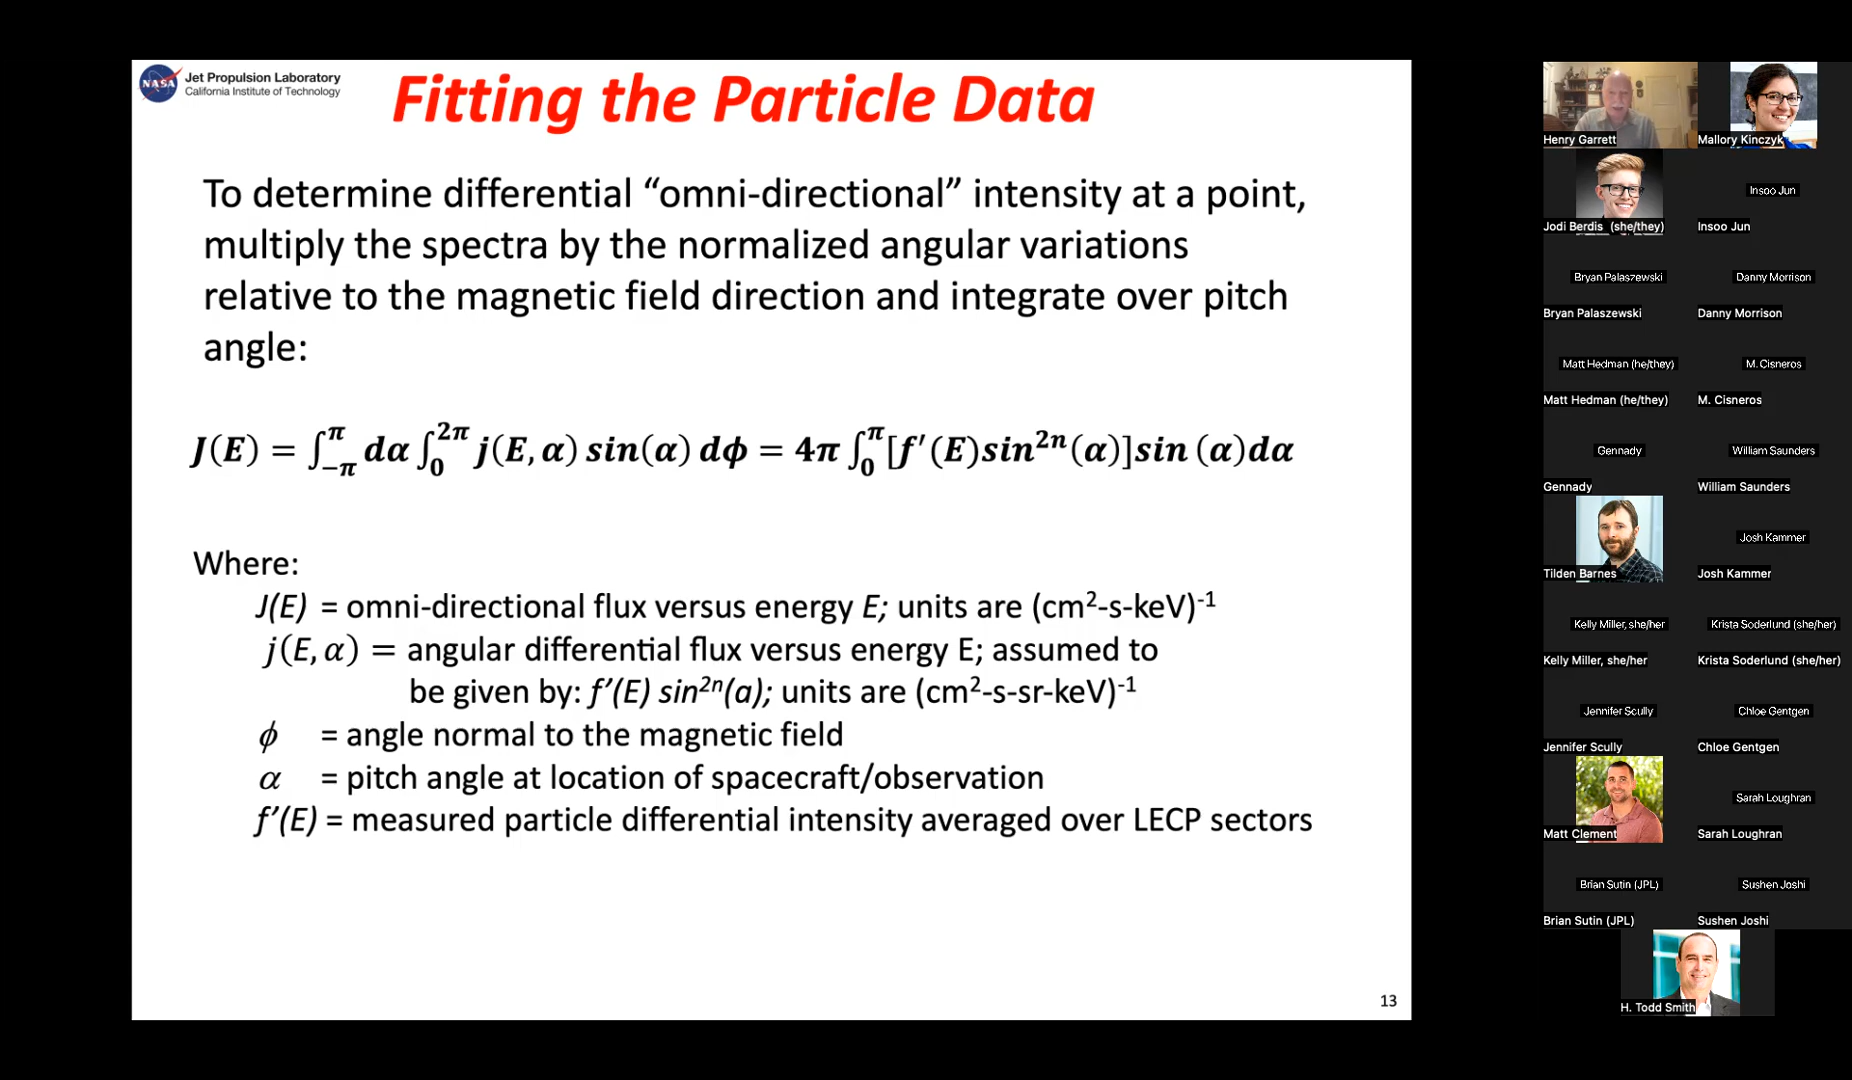 NASA
Jet Propulsion Laboratory
California Institute of Technology
Fitting the Particle Data
To determine differential “omni-directional” intensity at a point,
multiply the spectra by the normalized angular variations
relative to the magnetic field direction and integrate over pitch
angle:
J(E) = ∫_{-π}^{π} dα ∫_0^{2π} j(E, α) sin(α) dϕ = 4π ∫_0^π [f′(E)sin^{2n}(α)]sin (α)dα
Where:
J(E) = omni-directional flux versus energy E; units are (cm²-s-keV)⁻¹
j(E, α) = angular differential flux versus energy E; assumed to
be given by: f’(E) sin²ⁿ(a); units are (cm²-s-sr-keV)⁻¹
ϕ = angle normal to the magnetic field
α = pitch angle at location of spacecraft/observation
f’(E) = measured particle differential intensity averaged over LECP sectors
13
Henry Garrett
Mallory Kinczyk
Jodi Berdis (she/they)
Insoo Jun
Insoo Jun
Bryan Palaszewski
Bryan Palaszewski
Danny Morrison
Danny Morrison
Matt Hedman (he/they)
Matt Hedman (he/they)
M. Cisneros
M. Cisneros
Gennady
Gennady
William Saunders
William Saunders
Tilden Barnes
Josh Kammer
Josh Kammer
Kelly Miller, she/her
Kelly Miller, she/her
Krista Soderlund (she/her)
Krista Soderlund (she/her)
Jennifer Scully
Jennifer Scully
Chloe Gentgen
Chloe Gentgen
Matt Clement
Sarah Loughran
Sarah Loughran
Brian Sutin (JPL)
Brian Sutin (JPL)
Sushen Joshi
Sushen Joshi
H. Todd Smith